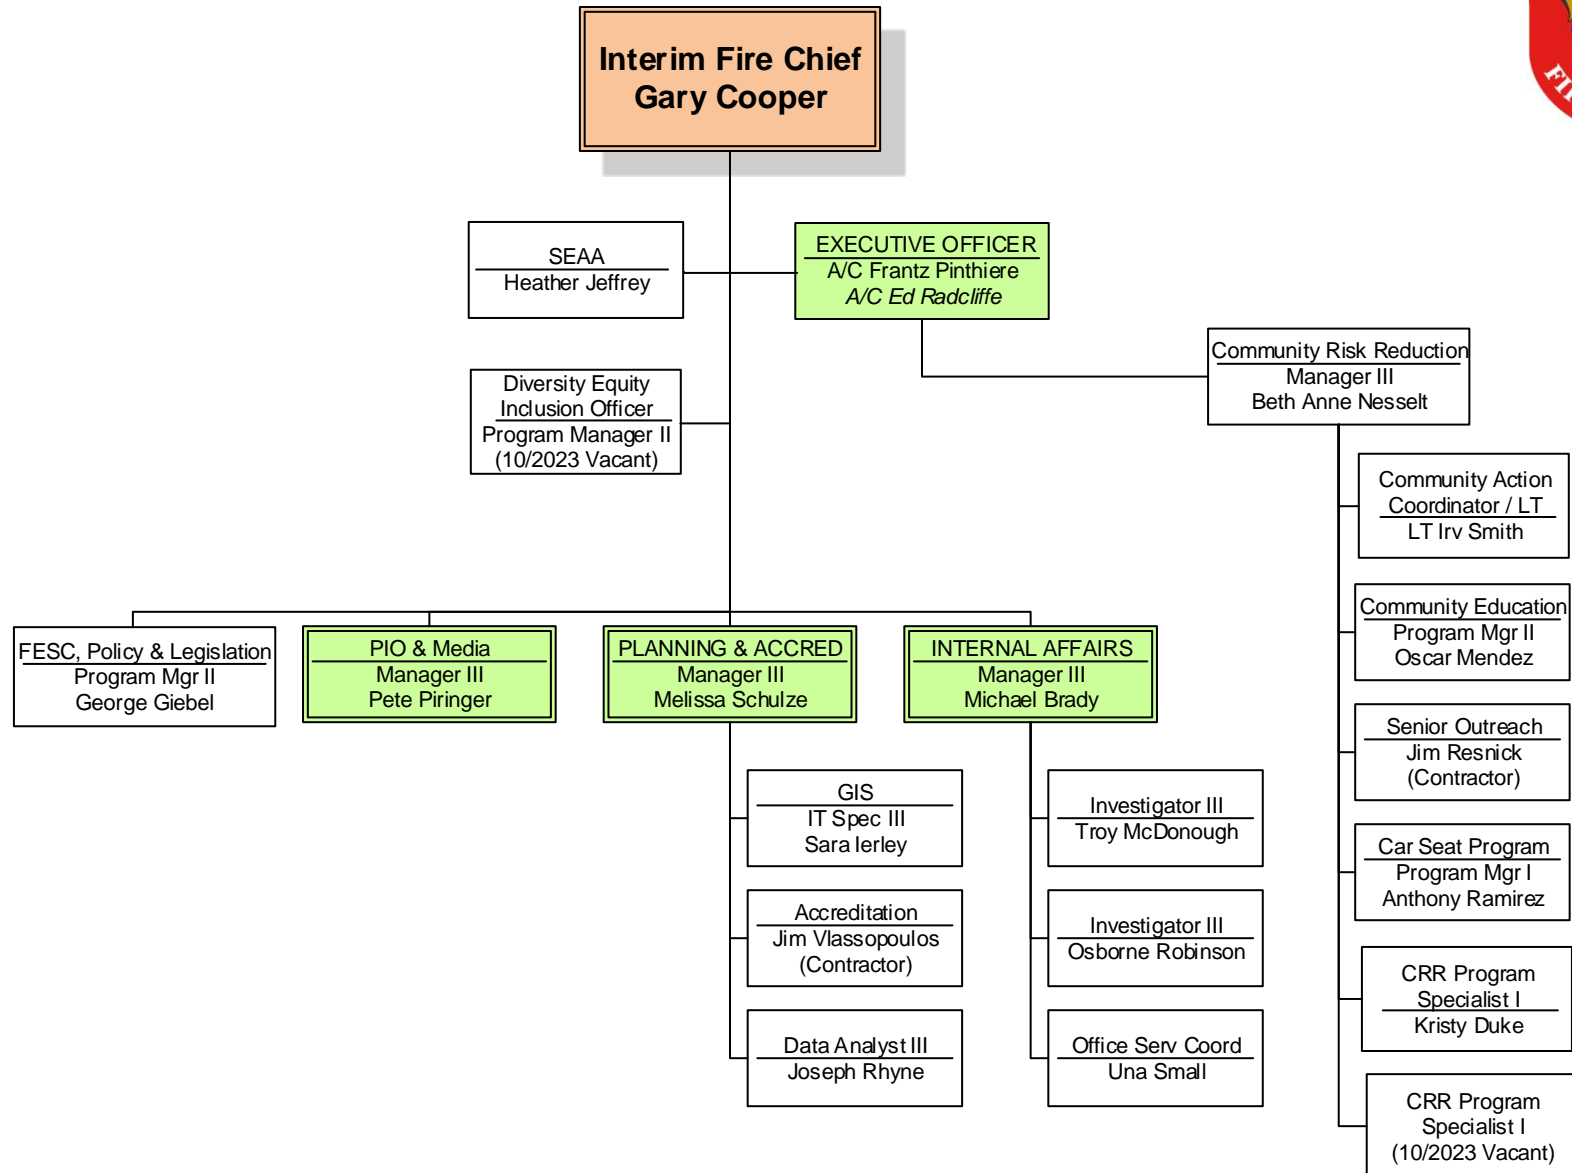 Interim Fire Chief
Gary Cooper
SEAA
Heather Jeffrey
EXECUTIVE OFFICER
A/C Frantz Pinthiere
A/C Ed Radcliffe
Community Risk Reduction
Manager III
Beth Anne Nesselt
Diversity Equity
Inclusion Officer
Program Manager II
(10/2023 Vacant)
Community Action
Coordinator / LT
LT Irv Smith
Community Education
Program Mgr II
Oscar Mendez
Senior Outreach
Jim Resnick
(Contractor)
Car Seat Program
Program Mgr I
Anthony Ramirez
CRR Program
Specialist I
Kristy Duke
CRR Program
Specialist I
(10/2023 Vacant)
FESC, Policy & Legislation
Program Mgr II
George Giebel
PIO & Media
Manager III
Pete Piringer
PLANNING & ACCRED
Manager III
Melissa Schulze
INTERNAL AFFAIRS
Manager III
Michael Brady
GIS
IT Spec III
Sara Ierley
Accreditation
Jim Vlassopoulos
(Contractor)
Data Analyst III
Joseph Rhyne
Investigator III
Troy McDonough
Investigator III
Osborne Robinson
Office Serv Coord
Una Small